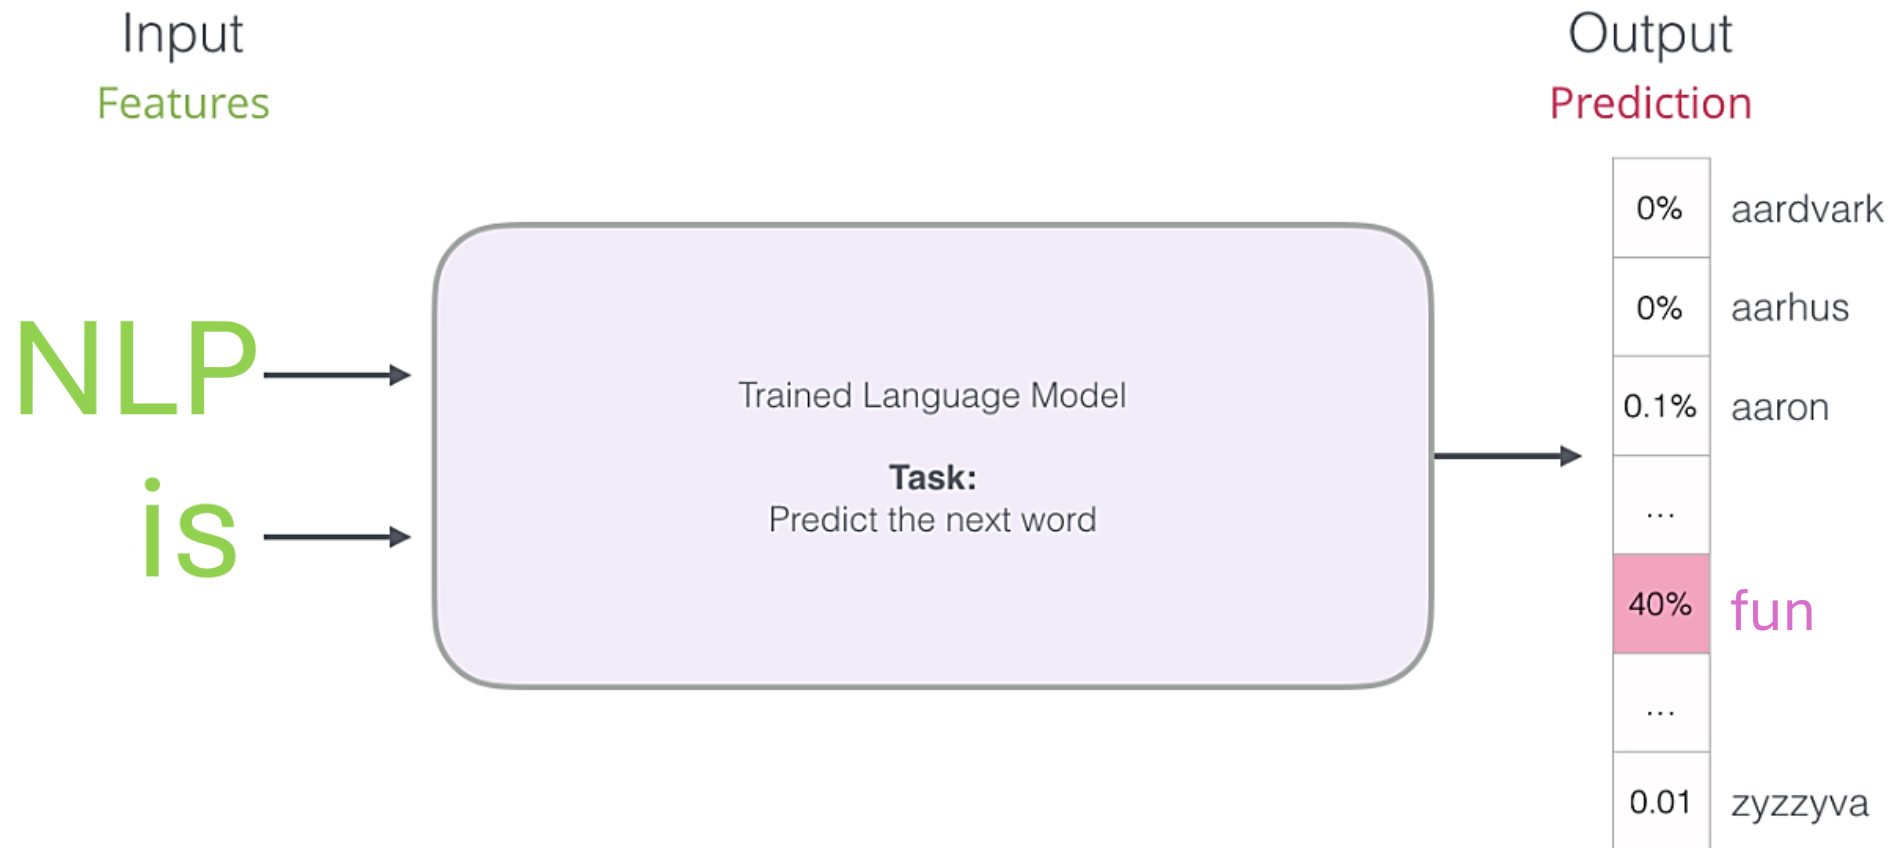 Input
Features
NLP
is
Trained Language Model
Task:
Predict the next word
Output
Prediction
0% aardvark
0% aarhus
0.1% aaron
...
40% fun
...
0.01 zyzzyva